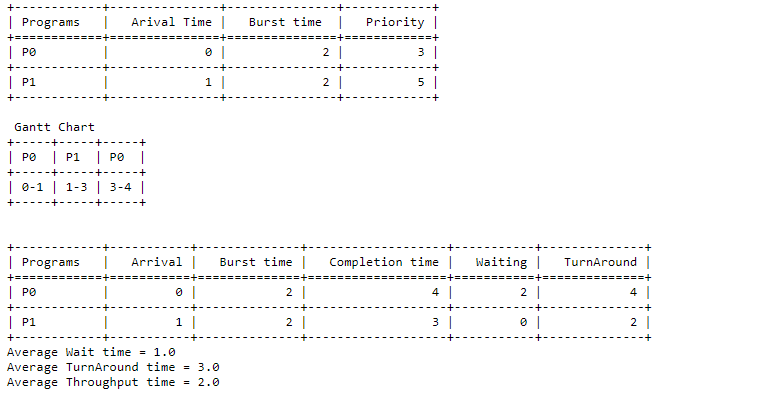 Programs Arival Time Burst time Priority
P0 0 2 3
P1 1 2 5
Gantt Chart
P0 P1 P0
0-1 1-3 3-4
Programs Arrival Burst time Completion time Waiting TurnAround
P0 0 2 4 2 4
P1 1 2 3 0 2
Average Wait time = 1.0
Average TurnAround time = 3.0
Average Throughput time = 2.0